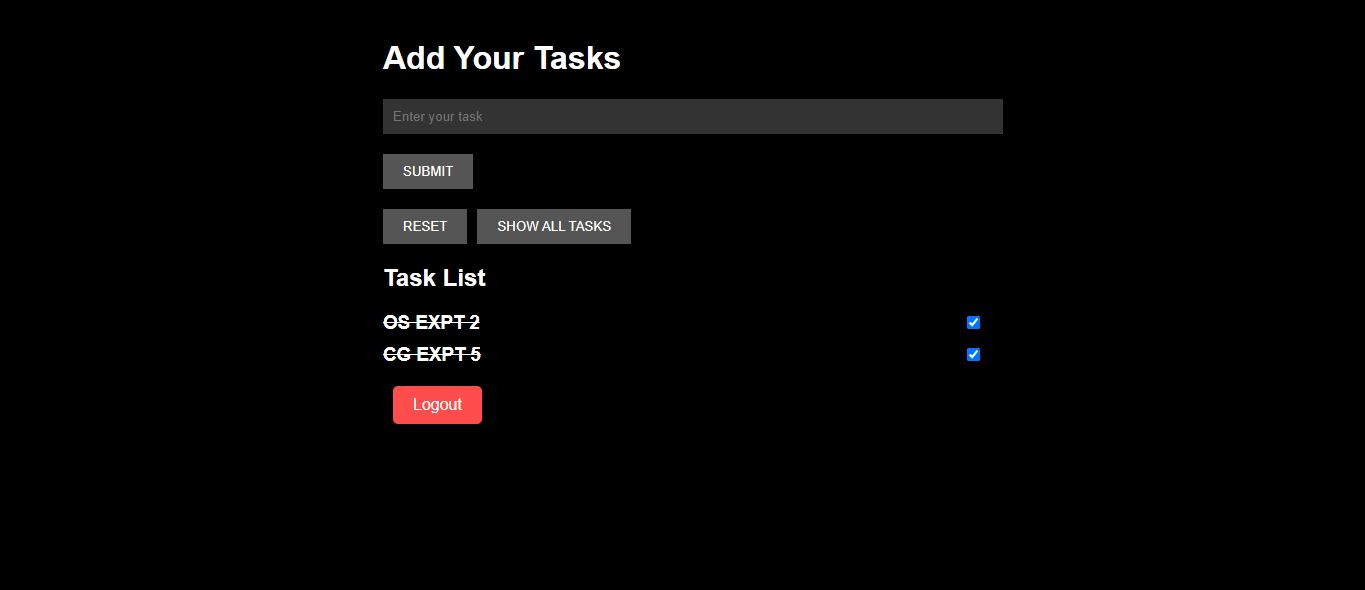 Add Your Tasks
Enter your task
SUBMIT
RESET SHOW ALL TASKS
Task List
OS EXPT 2
CG EXPT 5
Logout